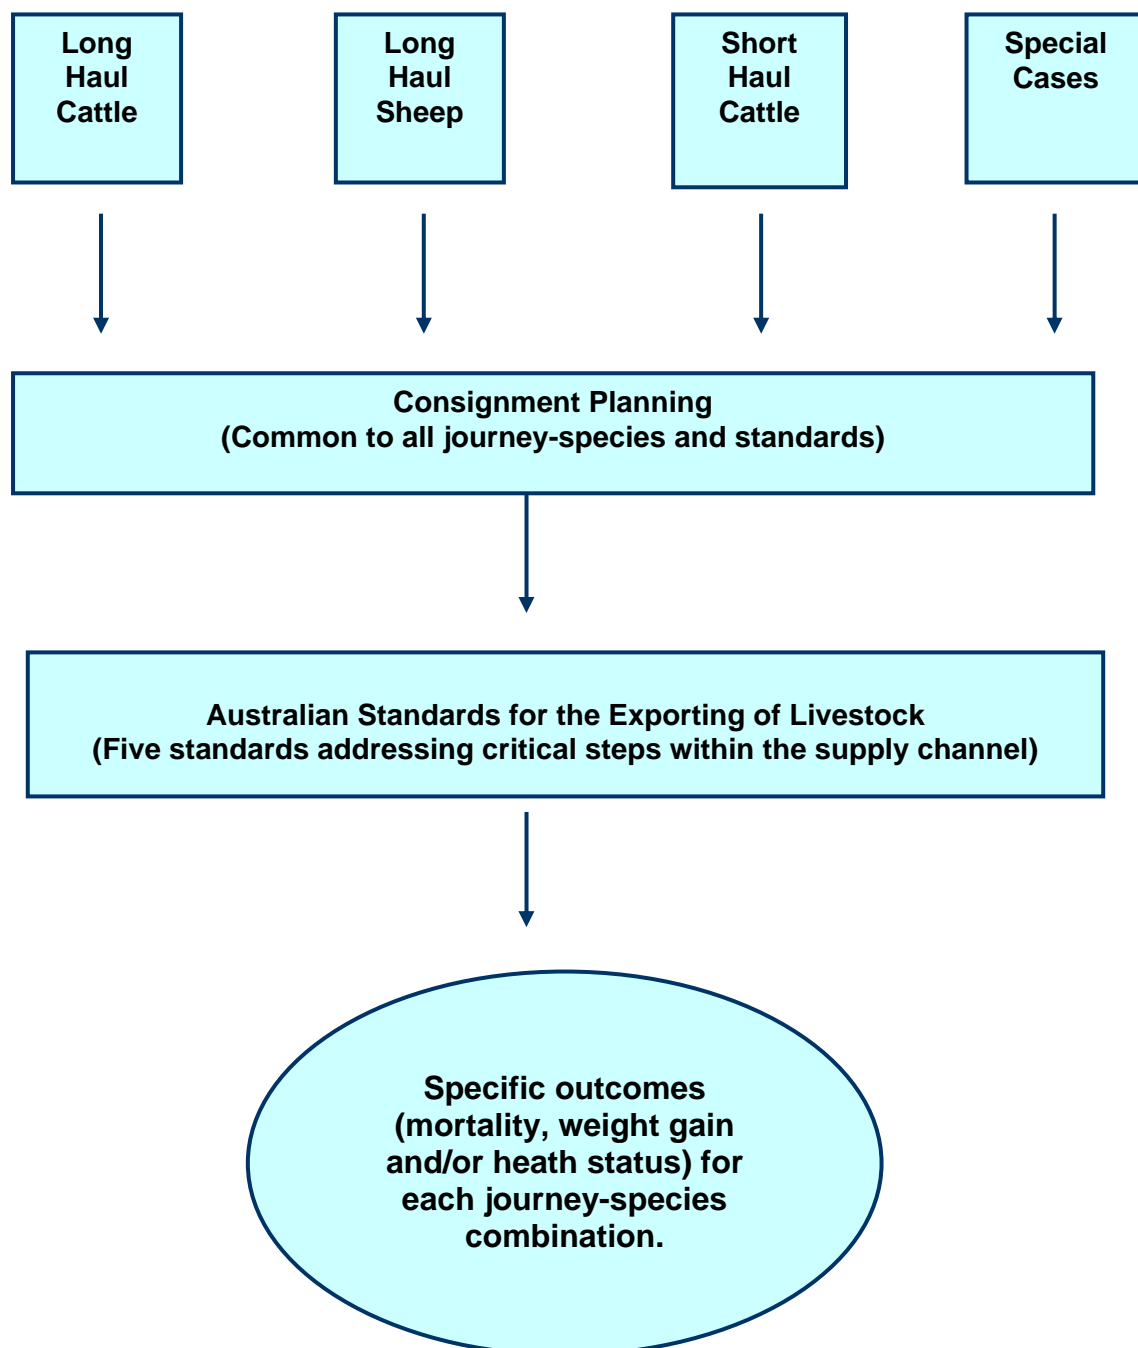 Long
Haul
Cattle
Long
Haul
Sheep
Short
Haul
Cattle
Special
Cases
Consignment Planning
(Common to all journey-species and standards)
Australian Standards for the Exporting of Livestock
(Five standards addressing critical steps within the supply channel)
Specific outcomes
(mortality, weight gain
and/or heath status) for
each journey-species
combination.